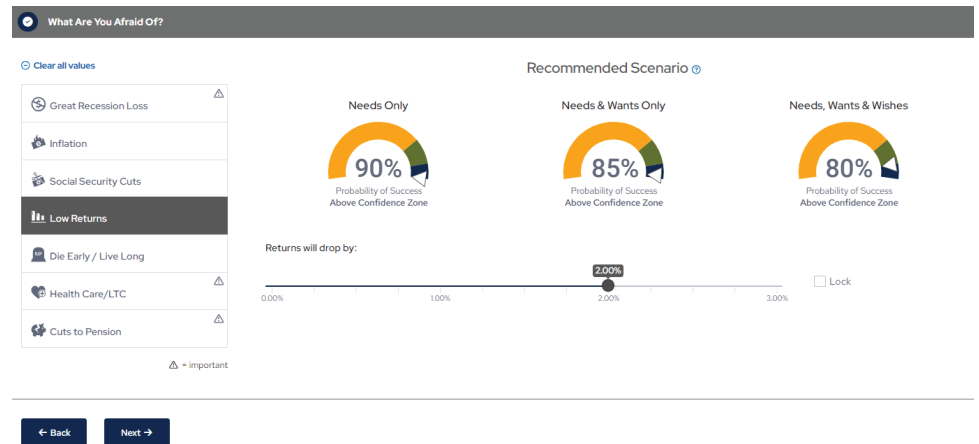 What Are You Afraid Of?
Clear all values
Recommended Scenario
Great Recession Loss
Inflation
Social Security Cuts
Low Returns
RIP
Die Early / Live Long
Health Care/LTC
Cuts to Pension
= important
Needs Only
90%
Probability of Success
Above Confidence Zone
Needs & Wants Only
85%
Probability of Success
Above Confidence Zone
Needs, Wants & Wishes
80%
Probability of Success
Above Confidence Zone
Returns will drop by:
2.00%
0.00% 1.00% 2.00% 3.00%
Lock
← Back
Next →